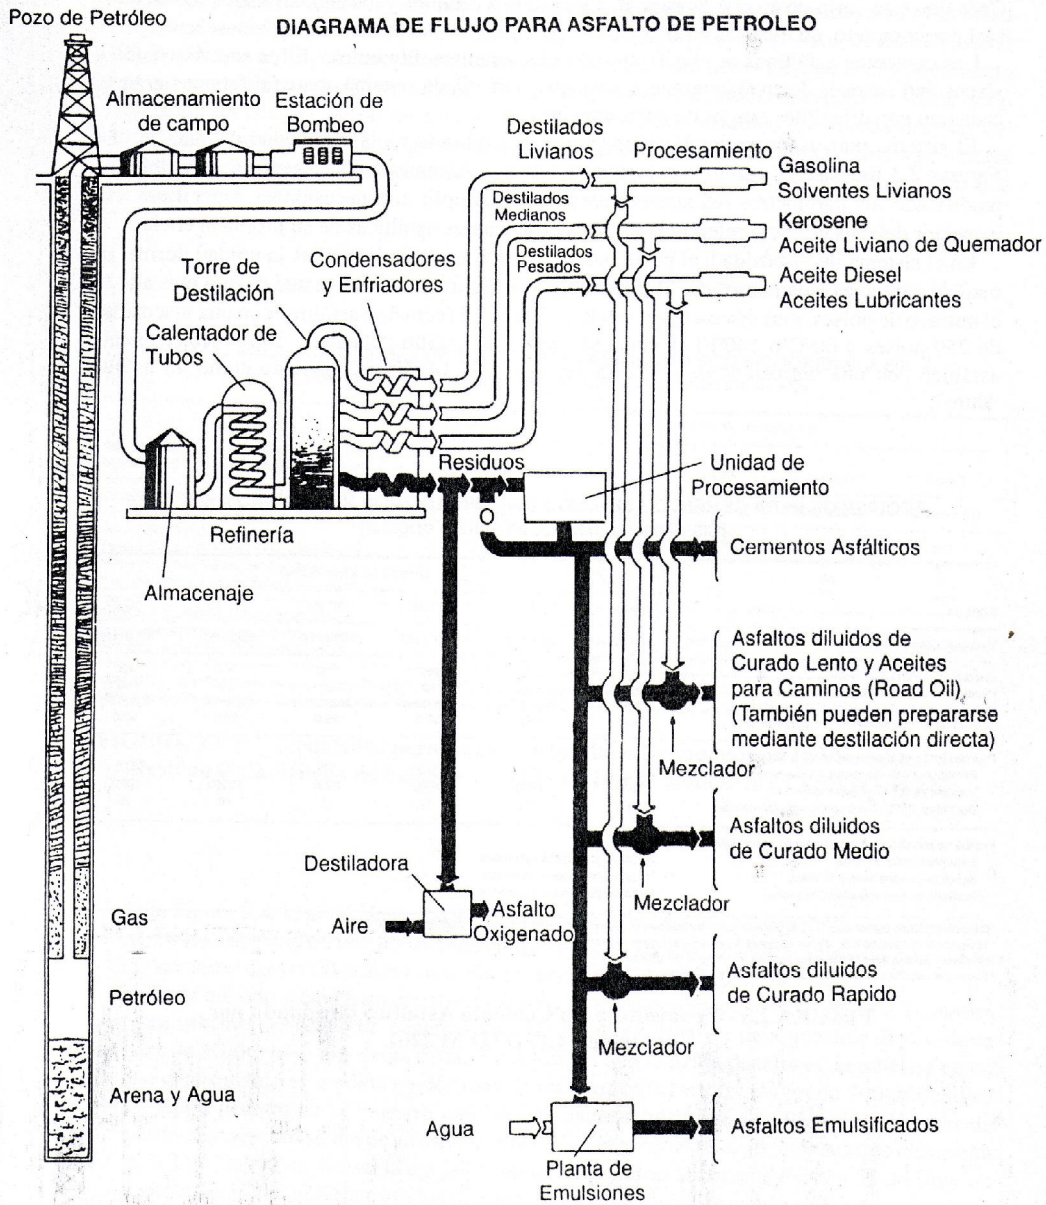 Pozo de Petróleo
DIAGRAMA DE FLUJO PARA ASFALTO DE PETROLEO
Almacenamiento
de campo
Estación de
Bombeo
Destilados
Livianos
Procesamiento
Gasolina
Solventes Livianos
Destilados
Medianos
Kerosene
Aceite Liviano de Quemador
Destilados
Pesados
Aceite Diesel
Aceites Lubricantes
Torre de
Destilación
Condensadores
y Enfriadores
Calentador de
Tubos
Residuos
Unidad de
Procesamiento
Refinería
O
Cementos Asfálticos
Almacenaje
Asfaltos diluidos de
Curado Lento y Aceites
para Caminos (Road Oil)
(También pueden prepararse
mediante destilación directa)
Mezclador
Asfaltos diluidos
de Curado Medio
Mezclador
Destiladora
Aire
Asfalto
Oxigenado
Gas
Petróleo
Asfaltos diluidos
de Curado Rapido
Mezclador
Arena y Agua
Agua
Asfaltos Emulsificados
Planta de
Emulsiones